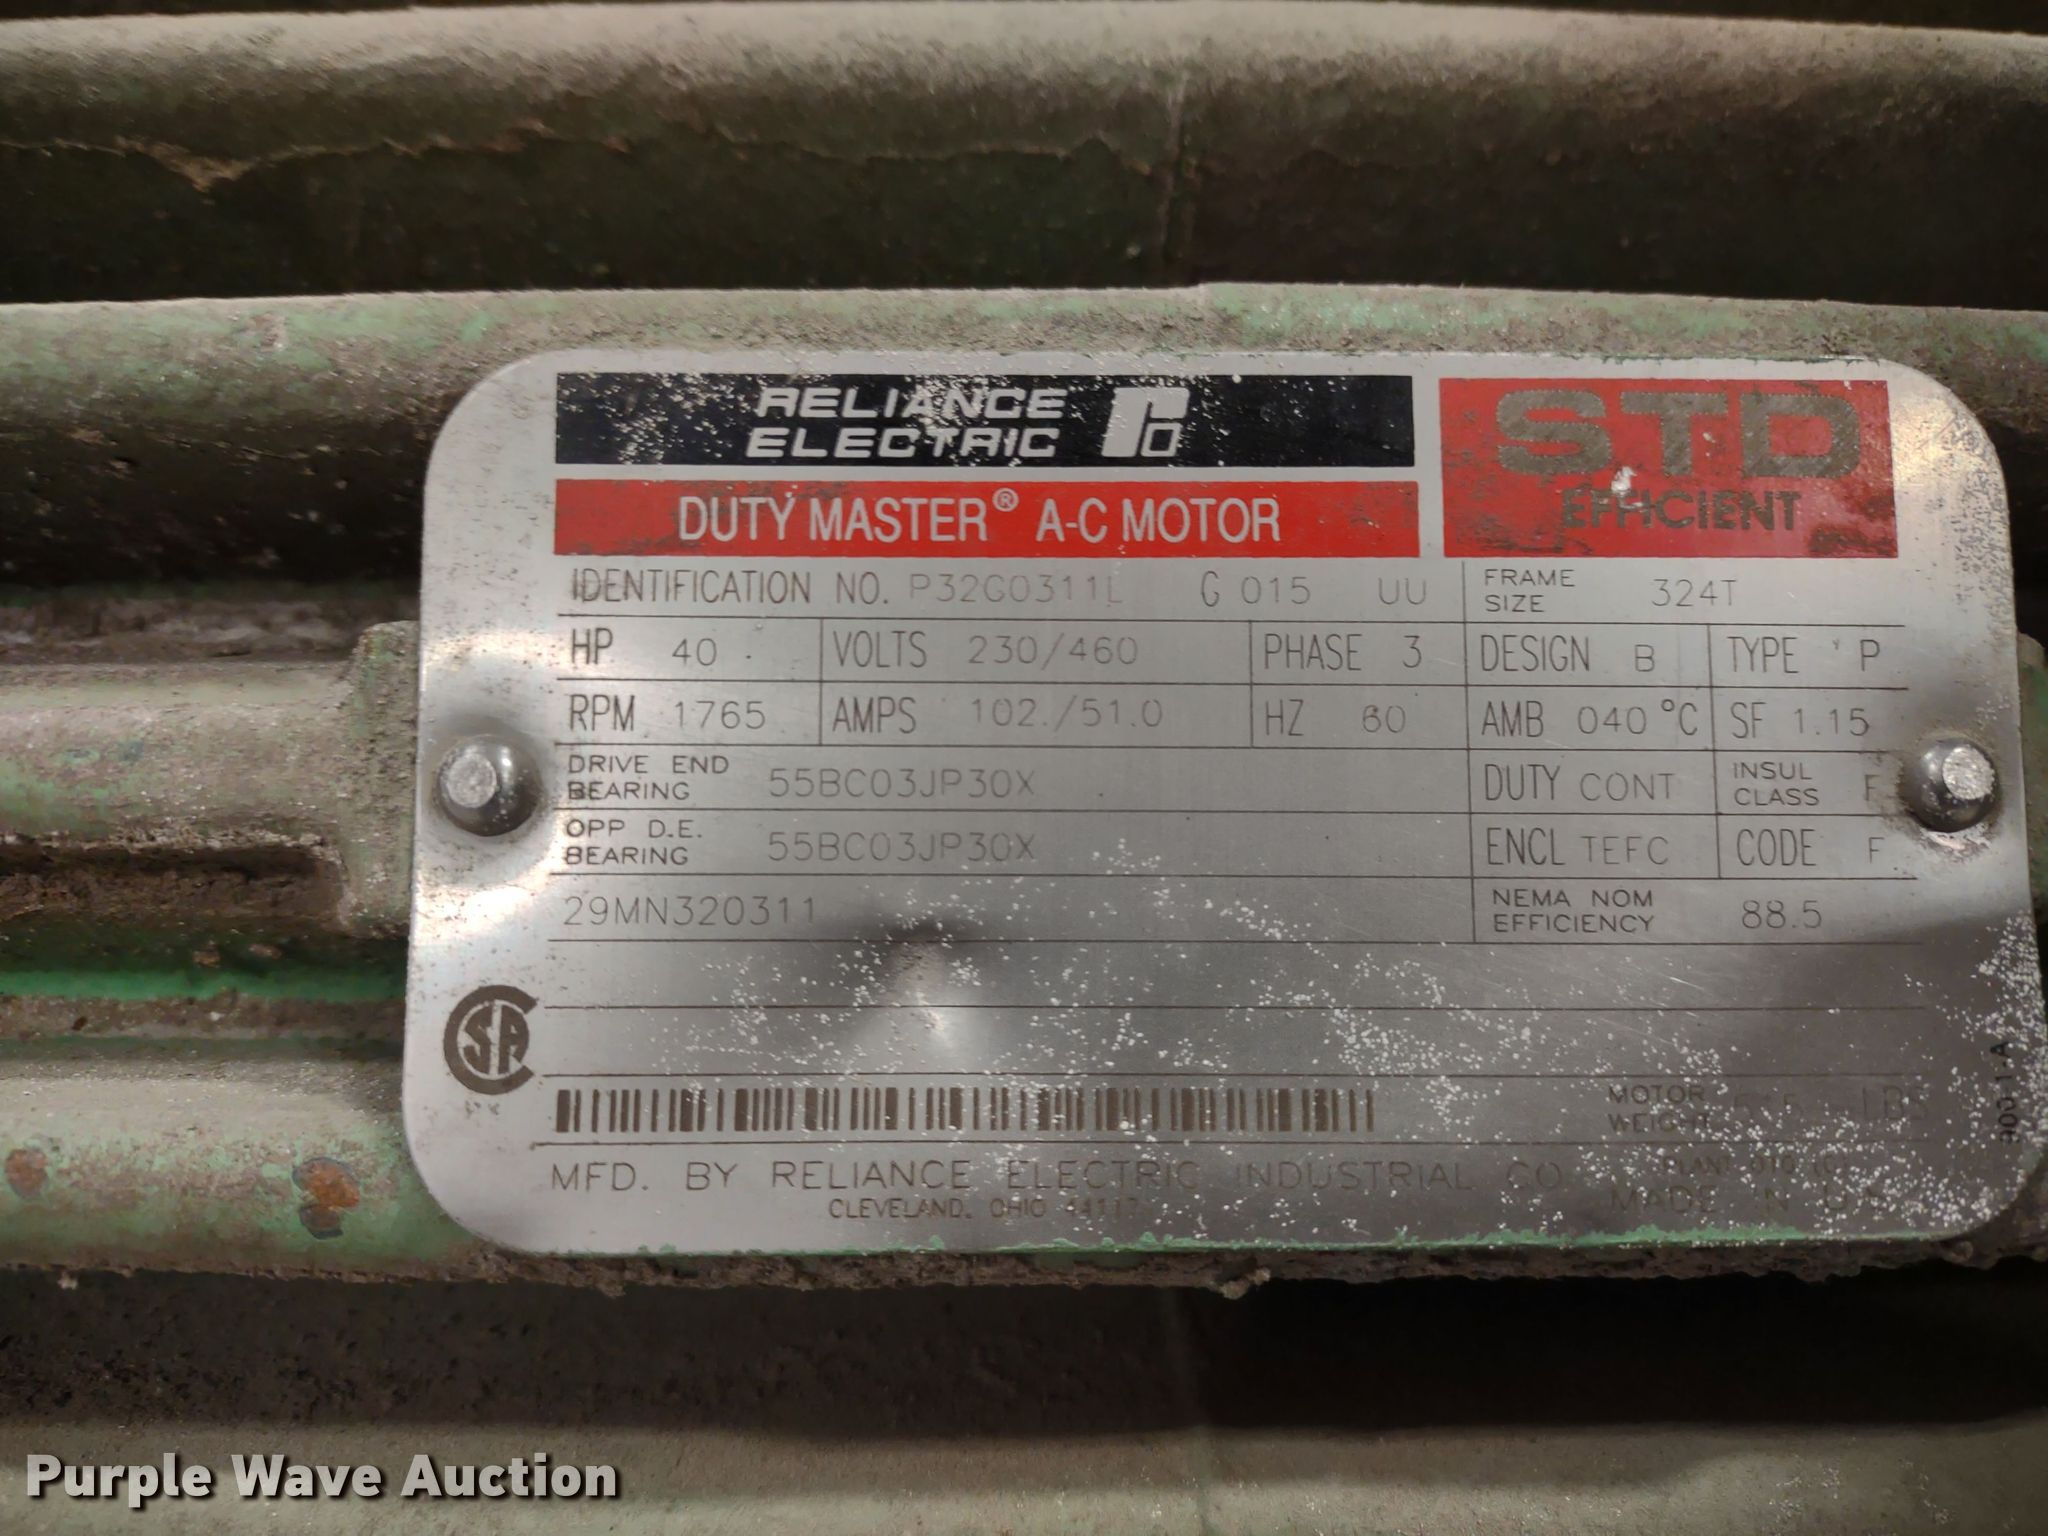 RELIANCE
ELECTRIC
STD
EFFICIENT
DUTY MASTER® A-C MOTOR
IDENTIFICATION NO. P32G0311L G 015 UU
FRAME SIZE 324T
HP 40 VOLTS 230/460 PHASE 3 DESIGN B TYPE P
RPM 1765 AMPS 102./51.0 HZ 60 AMB 040°C SF 1.15
DRIVE END BEARING 55BC03JP30X DUTY CONT INSUL CLASS F
OPP D.E. BEARING 55BC03JP30X ENCL TEFC CODE F
29MN320311 NEMA NOM EFFICIENCY 88.5
CSA
MOTOR WEIGHT LBS
MFD. BY RELIANCE ELECTRIC INDUSTRIAL CO
CLEVELAND, OHIO 44117
MADE IN U.S.A
Purple Wave Auction